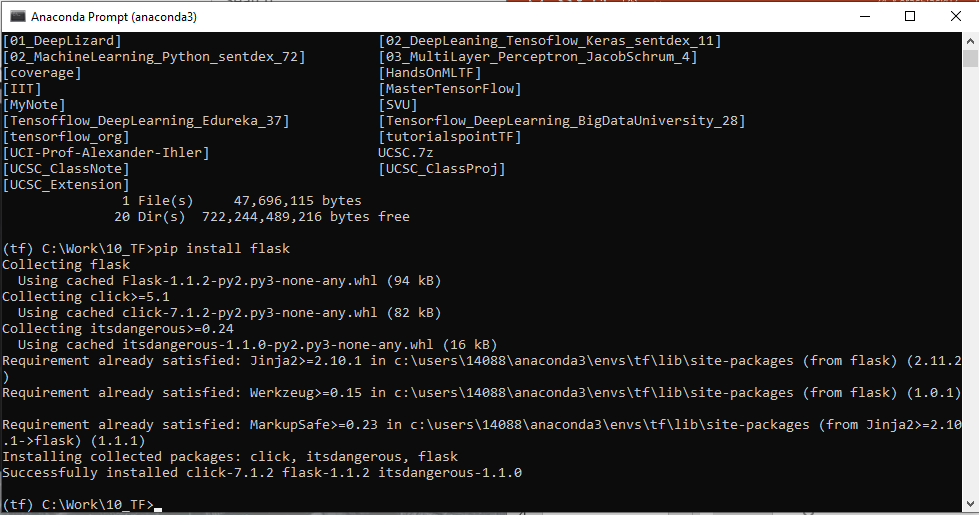 Anaconda Prompt (anaconda3)
[01_DeepLizard] [02_DeepLeaning_Tensoflow_Keras_sentdex_11]
[02_MachineLearning_Python_sentdex_72] [03_MultiLayer_Perceptron_JacobSchrum_4]
[coverage] [HandsOnMLTF]
[IIT] [MasterTensorFlow]
[MyNote] [SVU]
[Tensofflow_DeepLearning_Edureka_37] [Tensorflow_DeepLearning_BigDataUniversity_28]
[tensorflow_org] [tutorialspointTF]
[UCI-Prof-Alexander-Ihler] UCSC.7z
[UCSC_ClassNote] [UCSC_ClassProj]
[UCSC_Extension]
1 File(s) 47,696,115 bytes
20 Dir(s) 722,244,489,216 bytes free
(tf) C:\Work\10_TF>pip install flask
Collecting flask
Using cached Flask-1.1.2-py2.py3-none-any.whl (94 kB)
Collecting click>=5.1
Using cached click-7.1.2-py2.py3-none-any.whl (82 kB)
Collecting itsdangerous>=0.24
Using cached itsdangerous-1.1.0-py2.py3-none-any.whl (16 kB)
Requirement already satisfied: Jinja2>=2.10.1 in c:\users\14088\anaconda3\envs\tf\lib\site-packages (from flask) (2.11.2
)
Requirement already satisfied: Werkzeug>=0.15 in c:\users\14088\anaconda3\envs\tf\lib\site-packages (from flask) (1.0.1)
Requirement already satisfied: MarkupSafe>=0.23 in c:\users\14088\anaconda3\envs\tf\lib\site-packages (from Jinja2>=2.10
.1->flask) (1.1.1)
Installing collected packages: click, itsdangerous, flask
Successfully installed click-7.1.2 flask-1.1.2 itsdangerous-1.1.0
(tf) C:\Work\10_TF>